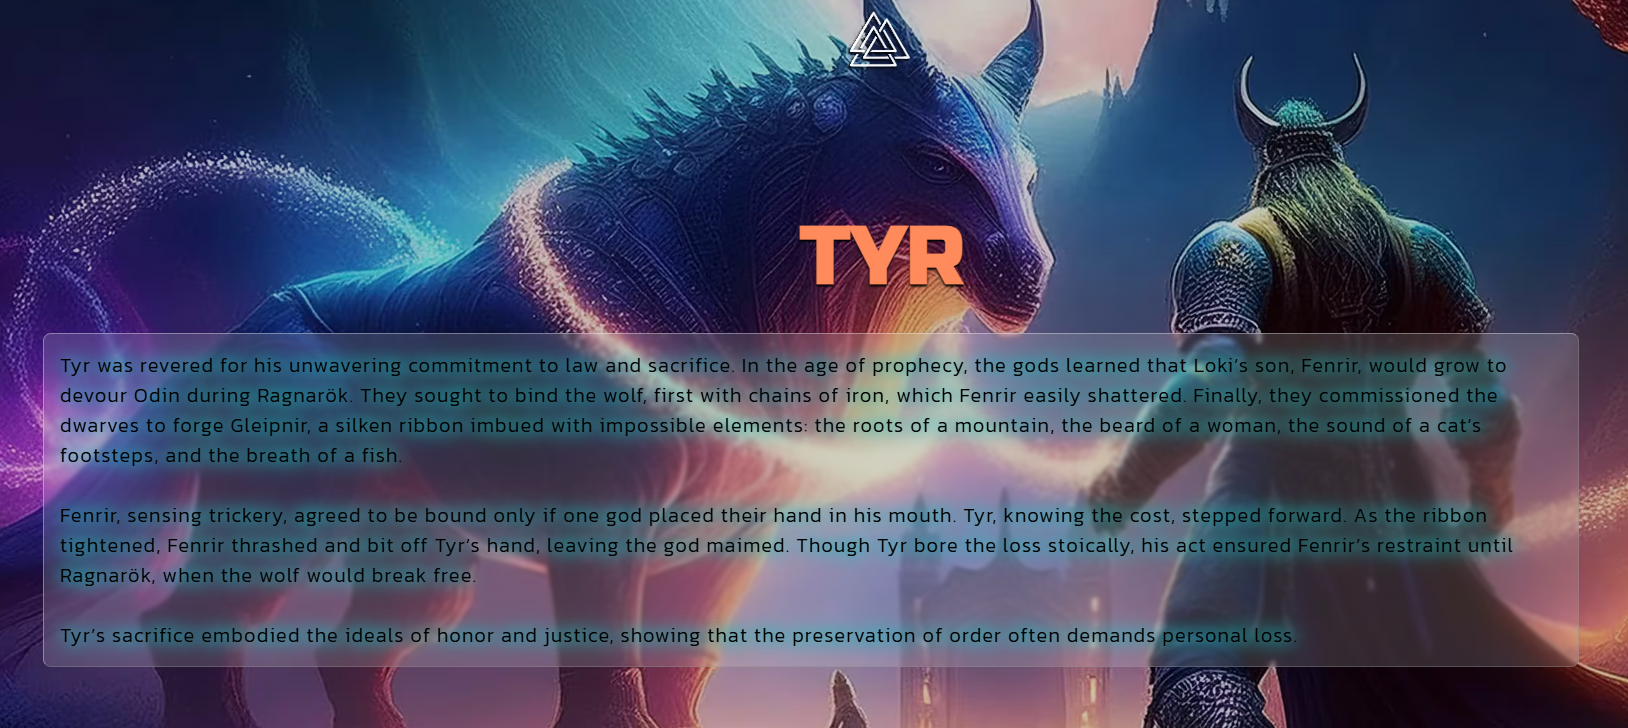 TYR
Tyr was revered for his unwavering commitment to law and sacrifice. In the age of prophecy, the gods learned that Loki’s son, Fenrir, would grow to
devour Odin during Ragnarök. They sought to bind the wolf, first with chains of iron, which Fenrir easily shattered. Finally, they commissioned the
dwarves to forge Gleipnir, a silken ribbon imbued with impossible elements: the roots of a mountain, the beard of a woman, the sound of a cat’s
footsteps, and the breath of a fish.
Fenrir, sensing trickery, agreed to be bound only if one god placed their hand in his mouth. Tyr, knowing the cost, stepped forward. As the ribbon
tightened, Fenrir thrashed and bit off Tyr’s hand, leaving the god maimed. Though Tyr bore the loss stoically, his act ensured Fenrir’s restraint until
Ragnarök, when the wolf would break free.
Tyr’s sacrifice embodied the ideals of honor and justice, showing that the preservation of order often demands personal loss.